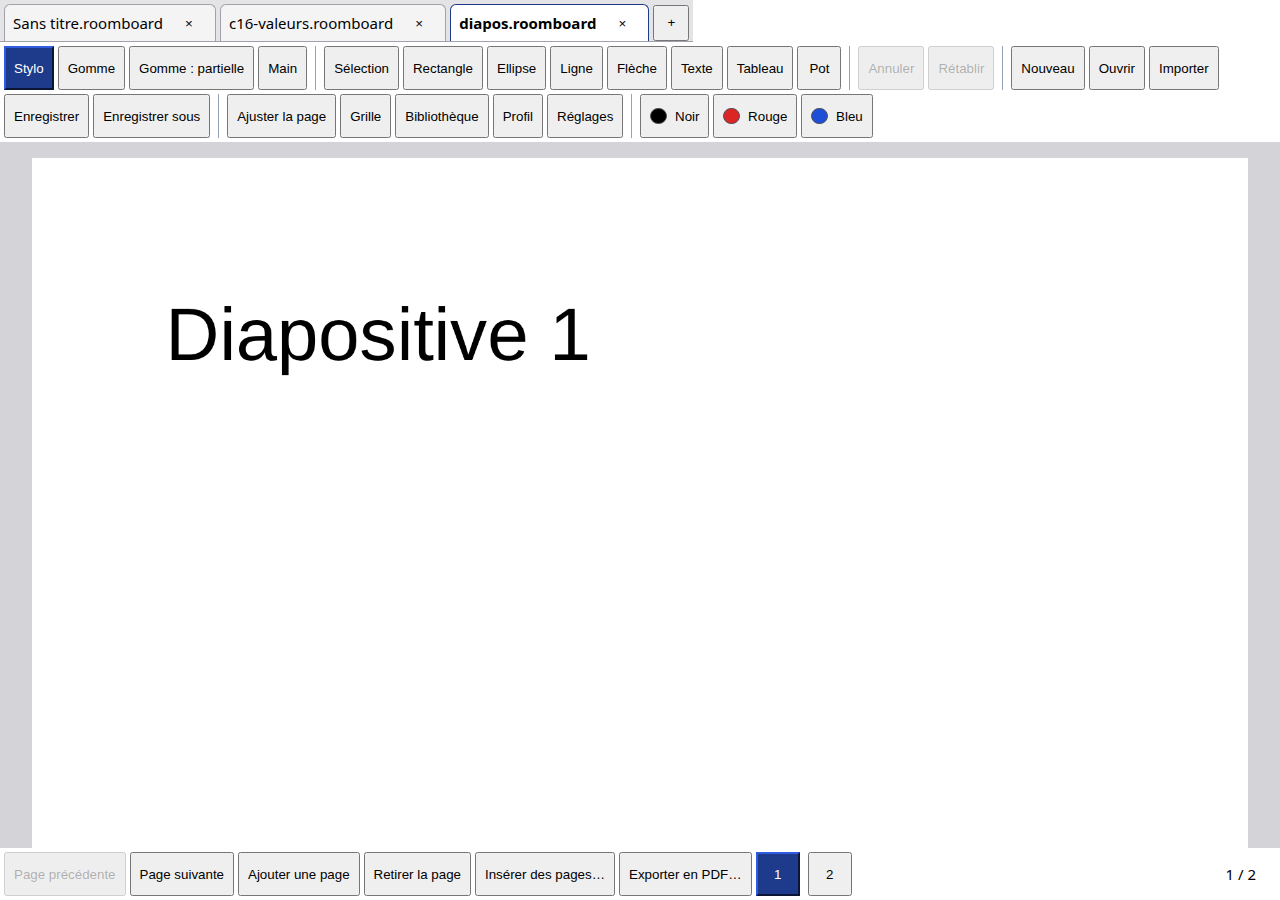 Sans titre.roomboard × c16-valeurs.roomboard × diapos.roomboard × +
Stylo Gomme Gomme : partielle Main Sélection Rectangle Ellipse Ligne Flèche Texte Tableau Pot Annuler Rétablir Nouveau Ouvrir Importer
Enregistrer Enregistrer sous Ajuster la page Grille Bibliothèque Profil Réglages Noir Rouge Bleu
Diapositive 1
Page précédente Page suivante Ajouter une page Retirer la page Insérer des pages… Exporter en PDF… 1 2 1 / 2